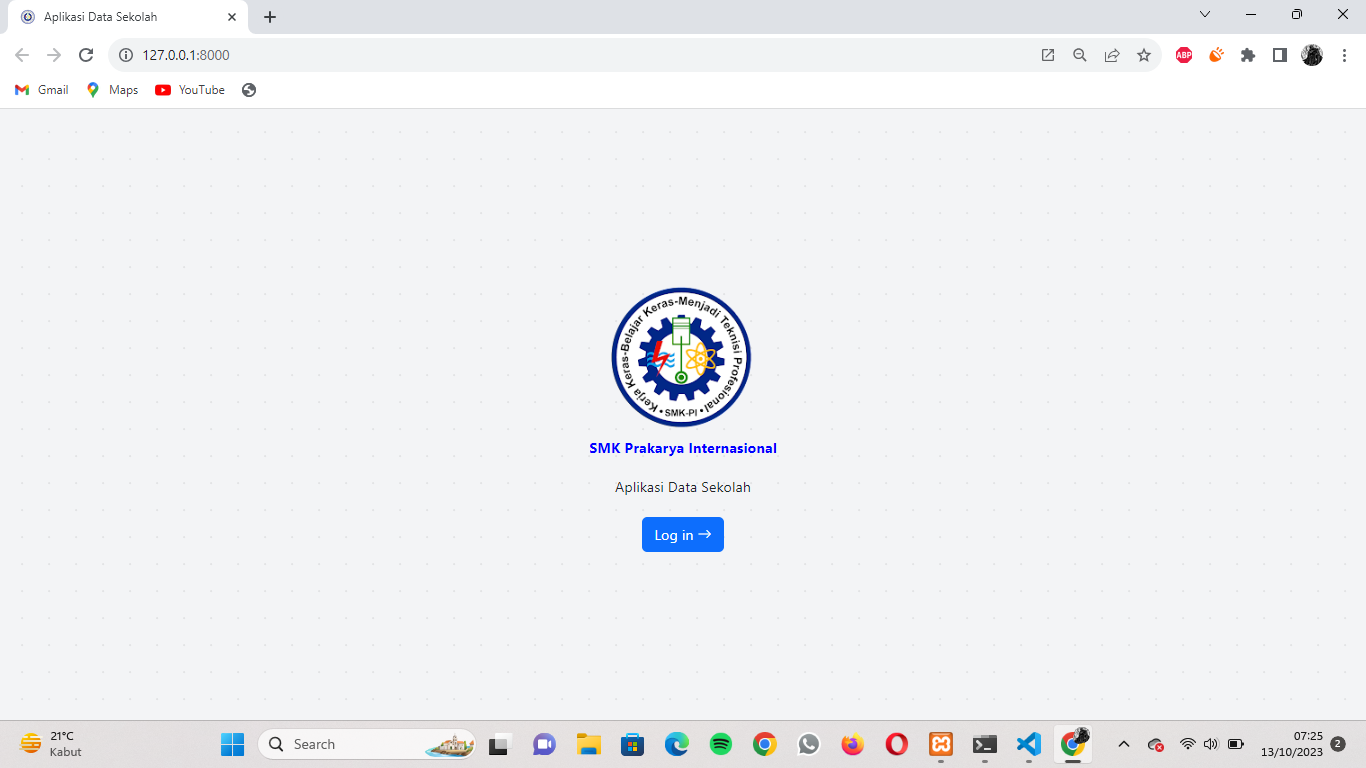 Aplikasi Data Sekolah
127.0.0.1:8000
ABP
Gmail
Maps
YouTube
Kerja Keras-Belajar Keras-Menjadi Teknisi Profesional
• SMK-PI •
SMK Prakarya Internasional
Aplikasi Data Sekolah
Log in →
21°C
Kabut
Search
07:25
13/10/2023
2